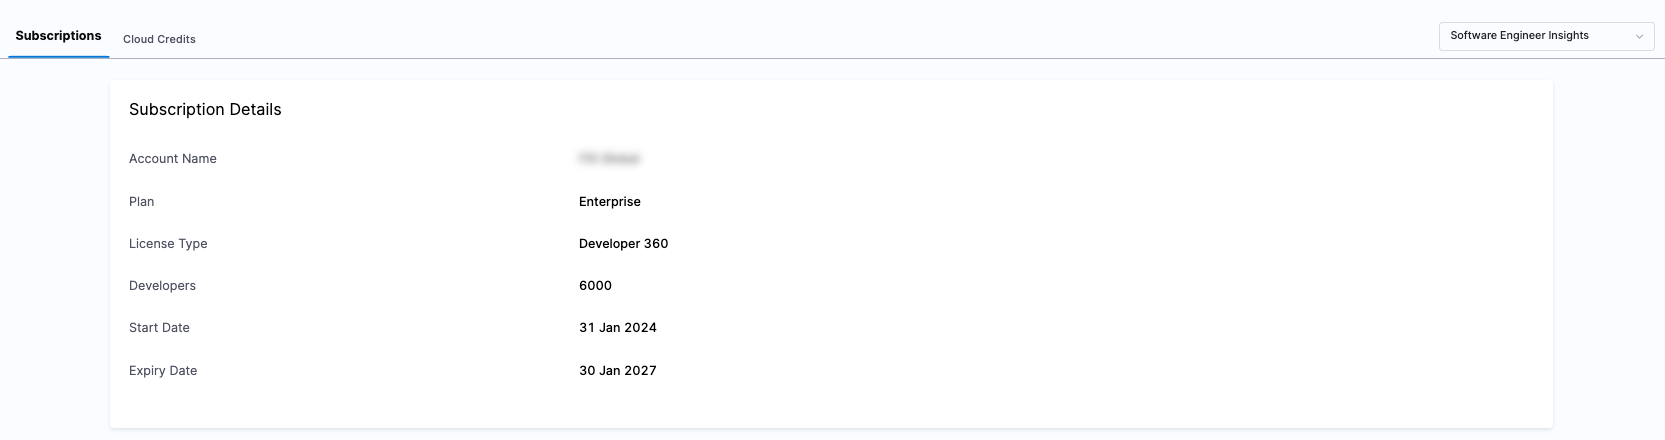 Subscriptions
Cloud Credits
Software Engineer Insights
Subscription Details
Account Name
Plan Enterprise
License Type Developer 360
Developers 6000
Start Date 31 Jan 2024
Expiry Date 30 Jan 2027